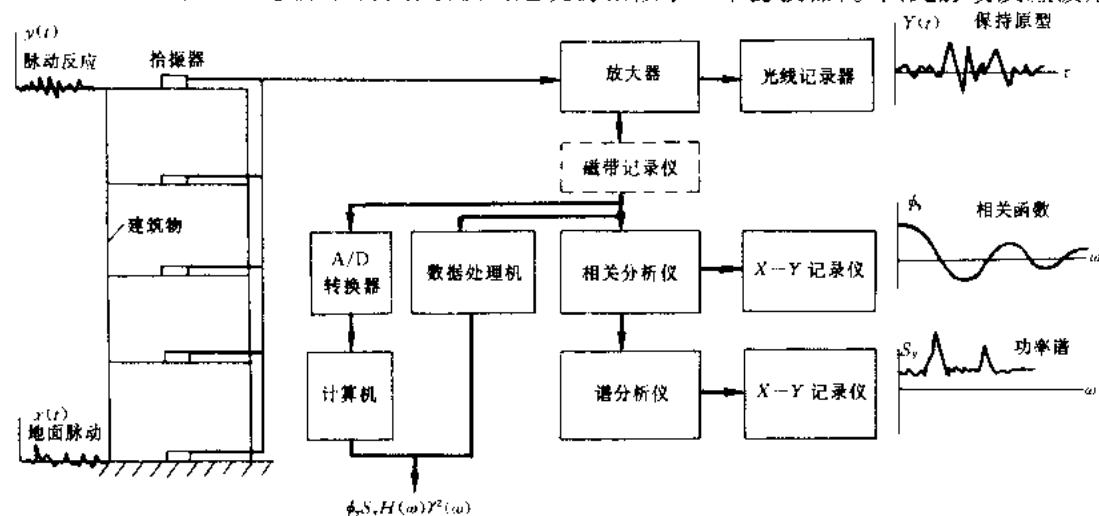 y(t)
脉动反应
拾振器
放大器
光线记录器
Y(t)
保持原型
τ
磁带记录仪
建筑物
A/D
转换器
数据处理机
相关分析仪
X-Y 记录仪
相关函数
ω
计算机
谱分析仪
X-Y 记录仪
Sy
功率谱
ω
x(t)
地面脉动